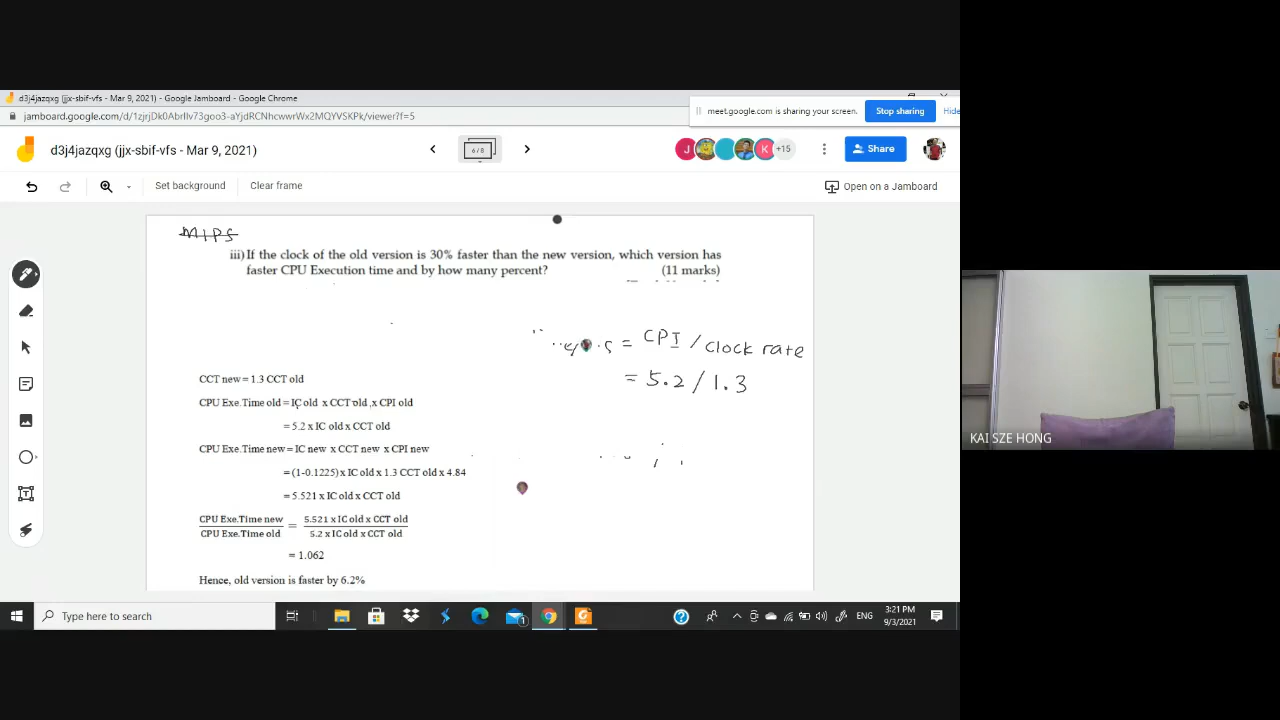 d3j4jazqxg (jjx-sbif-vfs - Mar 9, 2021) - Google Jamboard - Google Chrome
meet.google.com is sharing your screen.
Stop sharing
Hide
d3j4jazqxg (jjx-sbif-vfs - Mar 9, 2021)
6/8
J
K
+15
Share
Set background
Clear frame
Open on a Jamboard
MIPS
iii) If the clock of the old version is 30% faster than the new version, which version has
faster CPU Execution time and by how many percent? (11 marks)
= CPI / clock rate
= 5.2 / 1.3
CCT new = 1.3 CCT old
CPU Exe.Time old = IC old x CCT old ,x CPI old
= 5.2 x IC old x CCT old
CPU Exe.Time new = IC new x CCT new x CPI new
= (1-0.1225) x IC old x 1.3 CCT old x 4.84
= 5.521 x IC old x CCT old
CPU Exe.Time new = 5.521 x IC old x CCT old
CPU Exe.Time old 5.2 x IC old x CCT old
= 1.062
Hence, old version is faster by 6.2%
KAI SZE HONG
Type here to search
1
ENG
3:21 PM
9/3/2021